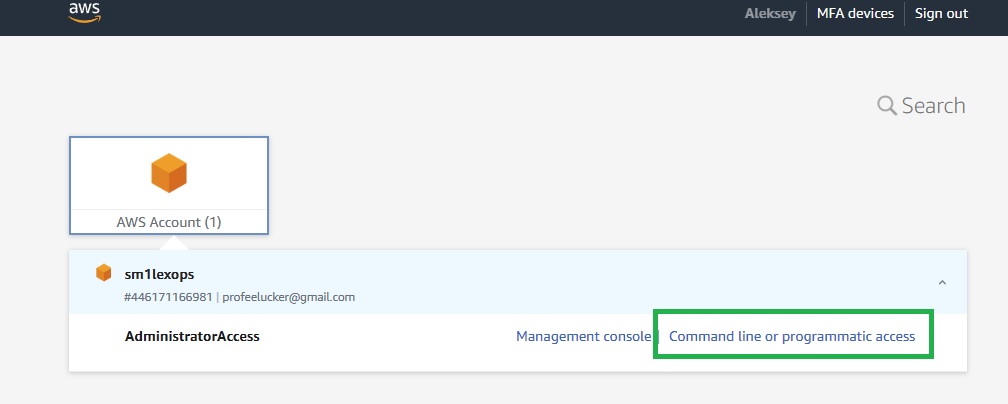 aws
Aleksey MFA devices Sign out
Search
AWS Account (1)
sm1lexops
#446171166981 | profeelucker@gmail.com
AdministratorAccess Management console | Command line or programmatic access